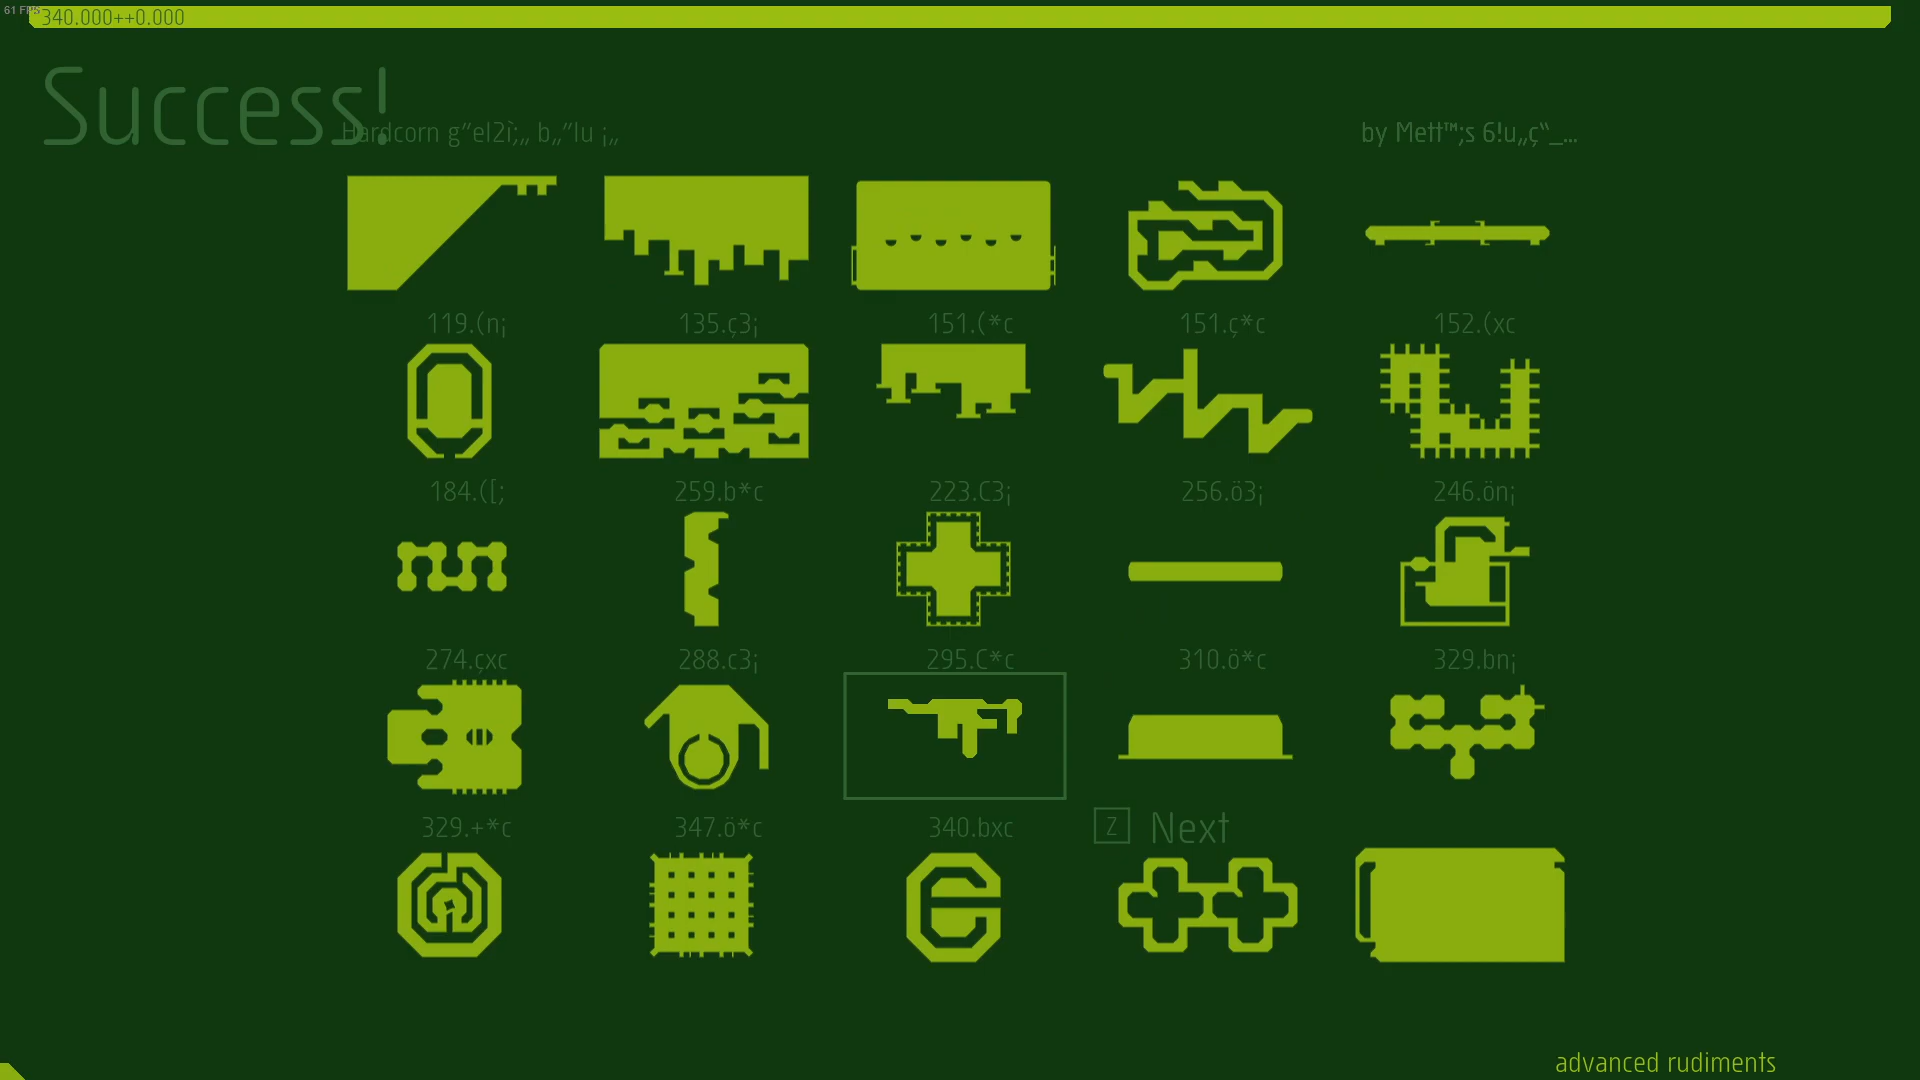 61 FPS
340.000++0.000
Success!
Hardcorn g"el2ì;„ b„"lu ¡„
by Mett™;s 6!u„ç“_…
119.(n¡ 135.ç3¡ 151.(*c 151.ç*c 152.(xc
184.([; 259.b*c 223.C3¡ 256.ö3¡ 246.ön¡
274.çxc 288.c3¡ 295.C*c 310.ö*c 329.bn¡
329.+*c 347.ö*c 340.bxc
Z Next
advanced rudiments